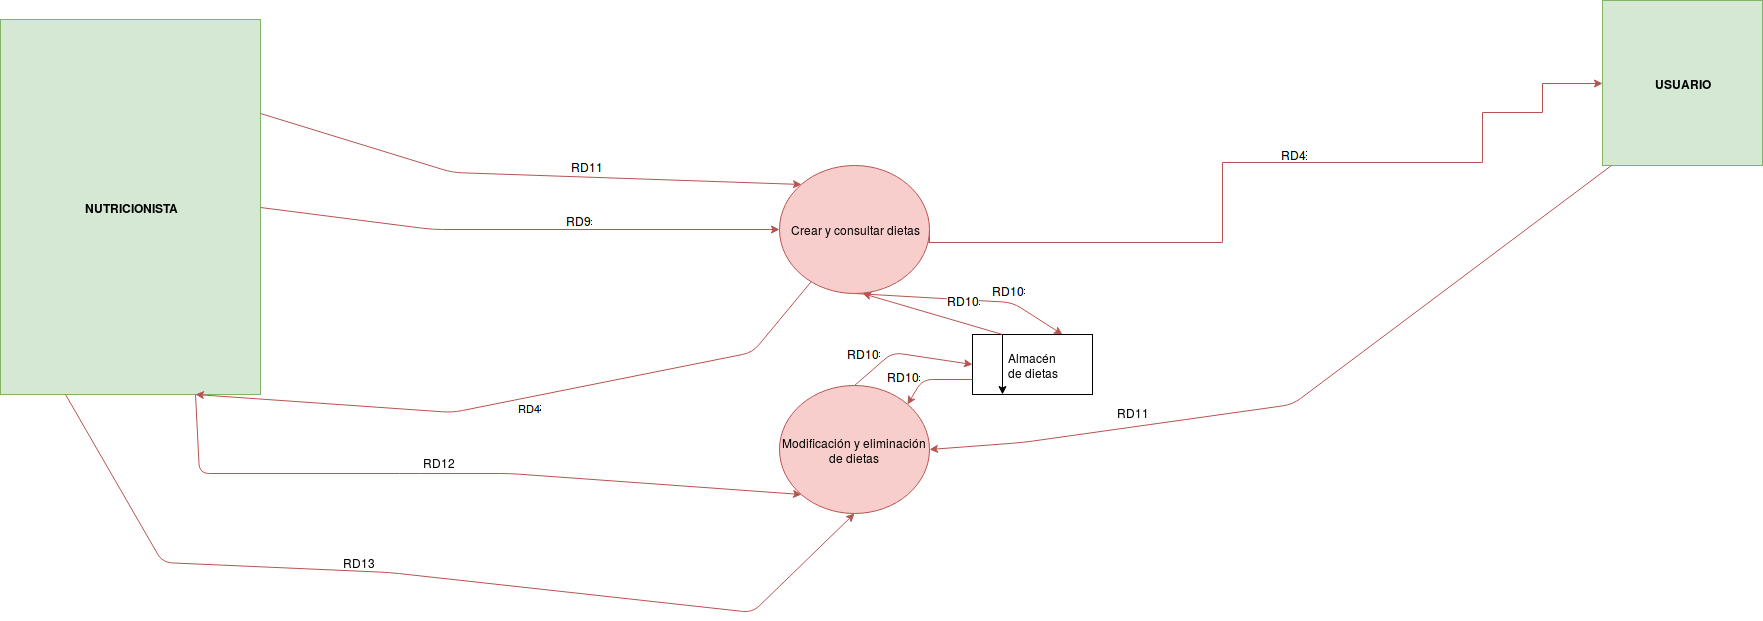 USUARIO
RD4:
RD11
NUTRICIONISTA
RD9:
Crear y consultar dietas
RD10:
RD10:
RD10:
Almacén
de dietas
RD10:
RD4:
RD11
Modificación y eliminación
de dietas
RD12
RD13